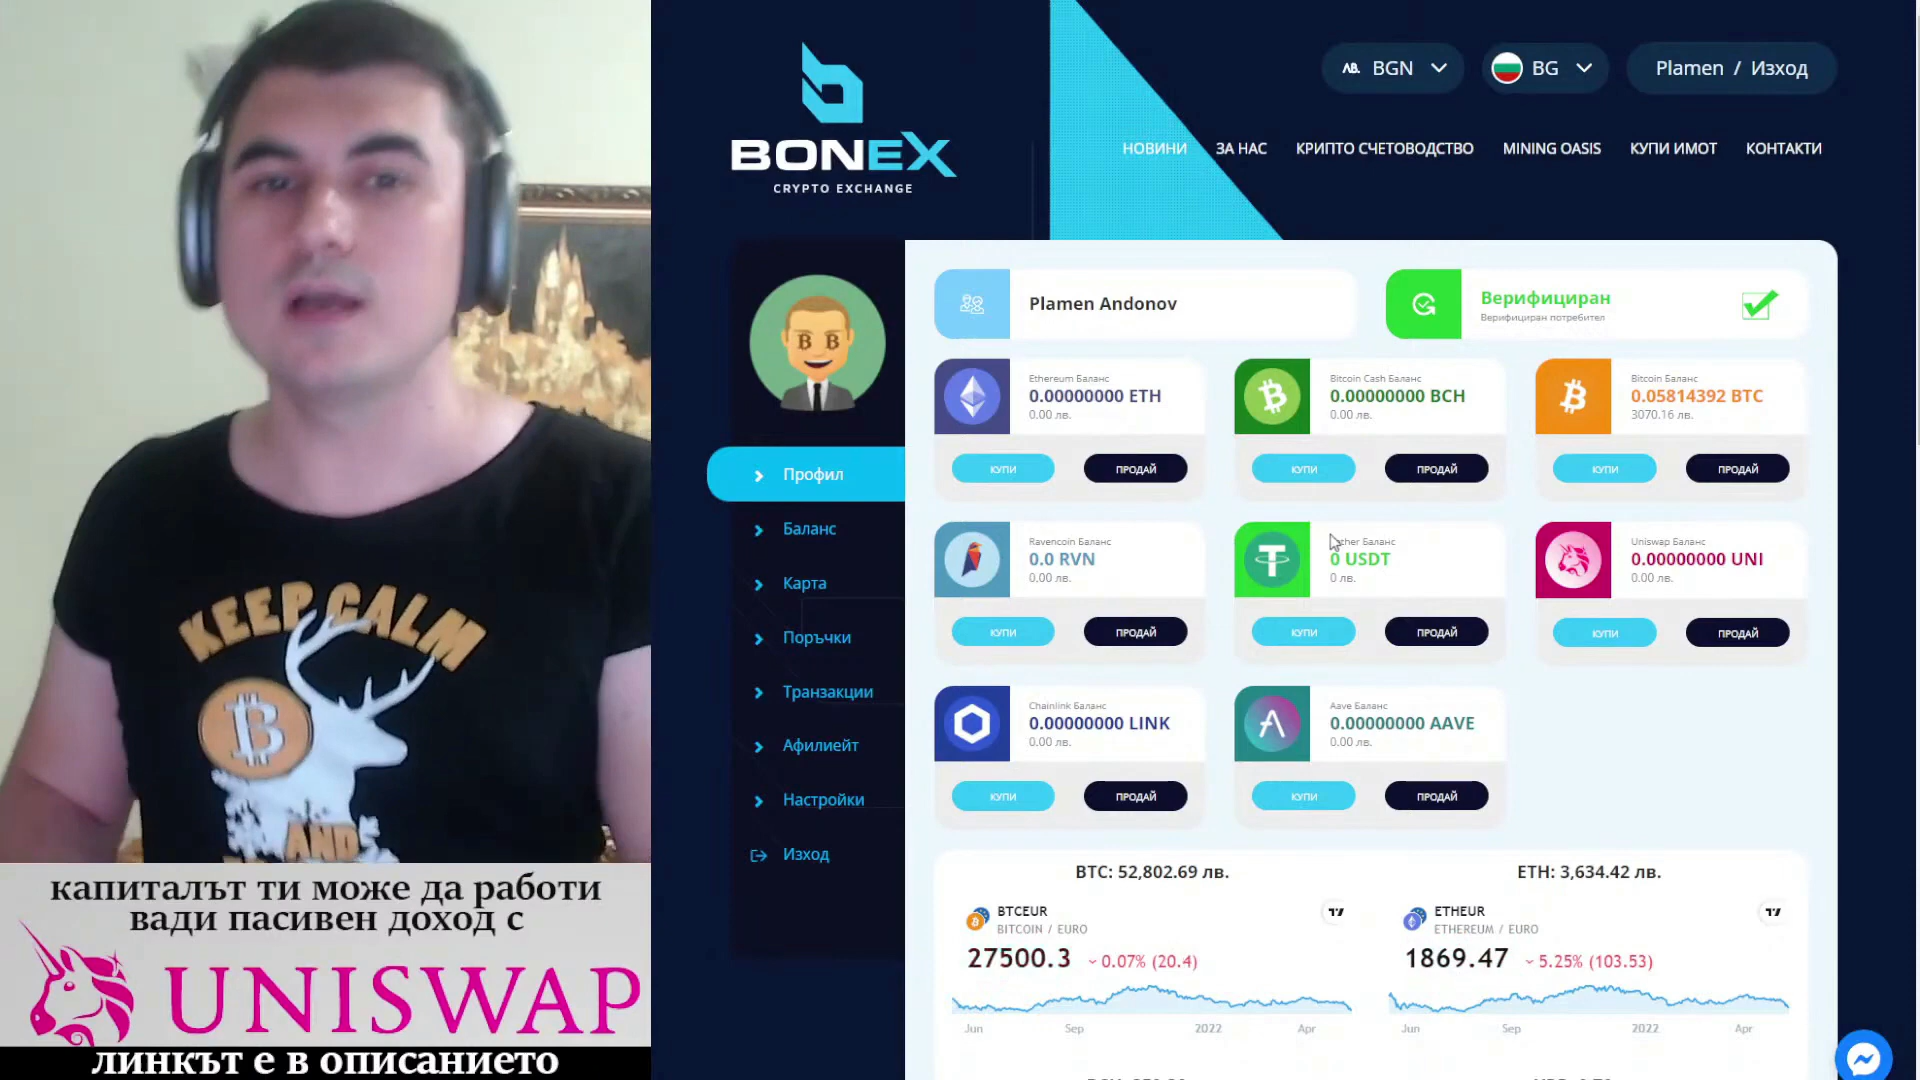 KEEP CALM
AND
капиталът ти може да работи
вади пасивен доход с
UNISWAP
линкът е в описанието
BONEX
CRYPTO EXCHANGE
лв. BGN
BG
Plamen / Изход
НОВИНИ
ЗА НАС
КРИПТО СЧЕТОВОДСТВО
MINING OASIS
КУПИ ИМОТ
КОНТАКТИ
Профил
Баланс
Карта
Поръчки
Транзакции
Афилиейт
Настройки
Изход
Plamen Andonov
Верифициран
Верифициран потребител
Ethereum Баланс
0.00000000 ETH
0.00 лв.
КУПИ
ПРОДАЙ
Bitcoin Cash Баланс
0.00000000 BCH
0.00 лв.
КУПИ
ПРОДАЙ
Bitcoin Баланс
0.05814392 BTC
3070.16 лв.
КУПИ
ПРОДАЙ
Ravencoin Баланс
0.0 RVN
0.00 лв.
КУПИ
ПРОДАЙ
Баланс
0 USDT
0 лв.
КУПИ
ПРОДАЙ
Uniswap Баланс
0.00000000 UNI
0.00 лв.
КУПИ
ПРОДАЙ
Chainlink Баланс
0.00000000 LINK
0.00 лв.
КУПИ
ПРОДАЙ
Aave Баланс
0.00000000 AAVE
0.00 лв.
КУПИ
ПРОДАЙ
BTC: 52,802.69 лв.
BTCEUR
BITCOIN / EURO
27500.3 0.07% (20.4)
Jun Sep 2022 Apr
ETH: 3,634.42 лв.
ETHEUR
ETHEREUM / EURO
1869.47 5.25% (103.53)
Jun Sep 2022 Apr